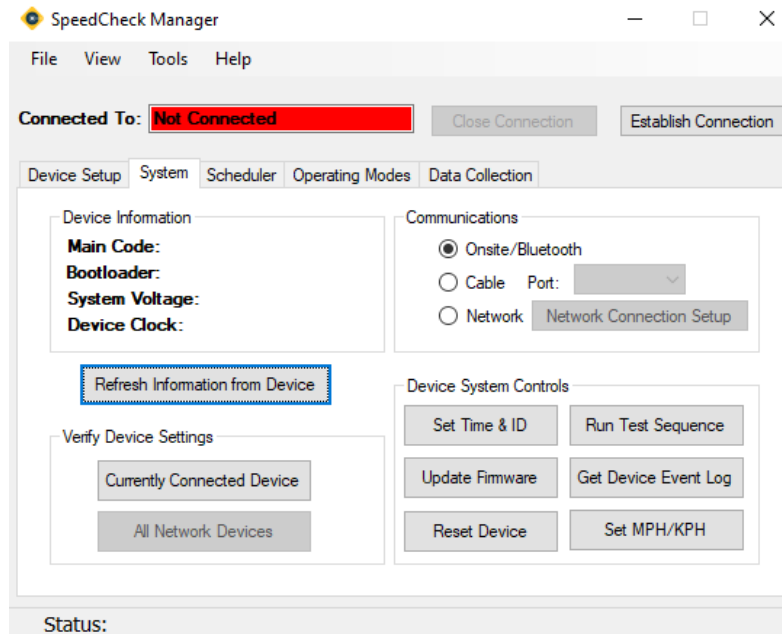 SpeedCheck Manager
File View Tools Help
Connected To: Not Connected Close Connection Establish Connection
Device Setup System Scheduler Operating Modes Data Collection
Device Information
Main Code:
Bootloader:
System Voltage:
Device Clock:
Communications
Onsite/Bluetooth
Cable Port:
Network Network Connection Setup
Refresh Information from Device
Verify Device Settings
Currently Connected Device
All Network Devices
Device System Controls
Set Time & ID Run Test Sequence
Update Firmware Get Device Event Log
Reset Device Set MPH/KPH
Status: